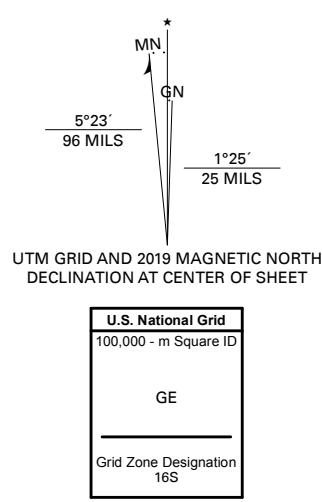 ★
MN
GN
5°23´
96 MILS
1°25´
25 MILS
UTM GRID AND 2019 MAGNETIC NORTH
DECLINATION AT CENTER OF SHEET
U.S. National Grid
100,000 - m Square ID
GE
Grid Zone Designation
16S